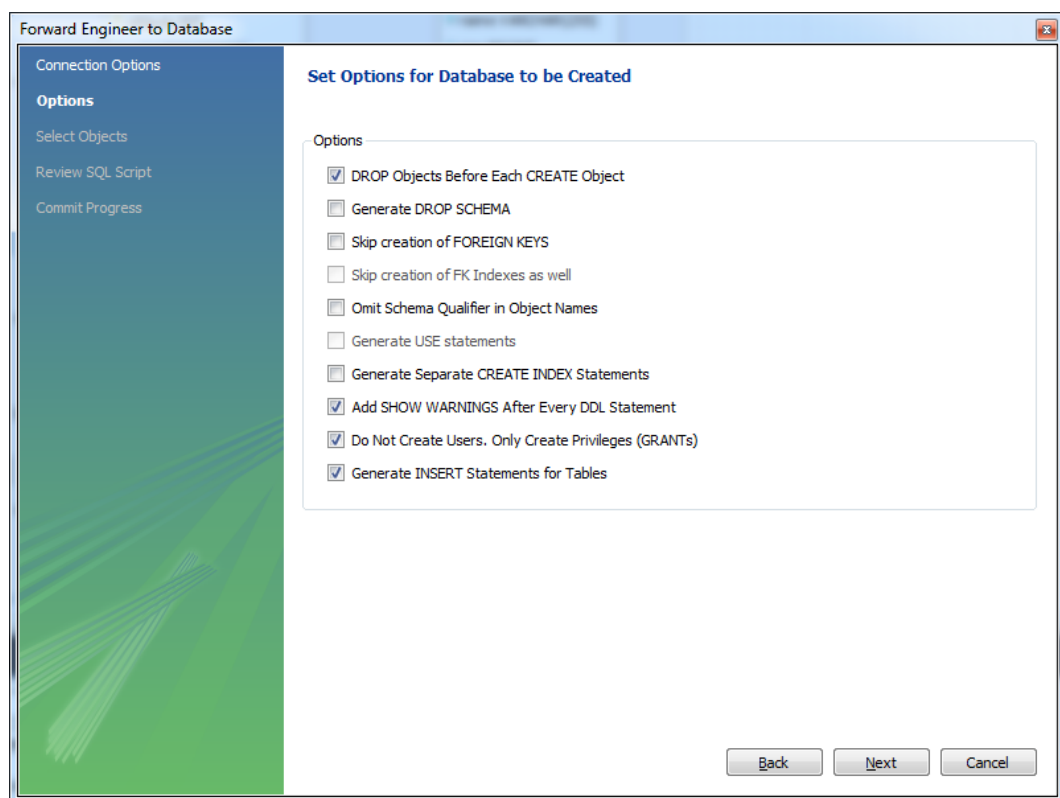 Forward Engineer to Database
Connection Options
Options
Select Objects
Review SQL Script
Commit Progress
Set Options for Database to be Created
Options
DROP Objects Before Each CREATE Object
Generate DROP SCHEMA
Skip creation of FOREIGN KEYS
Skip creation of FK Indexes as well
Omit Schema Qualifier in Object Names
Generate USE statements
Generate Separate CREATE INDEX Statements
Add SHOW WARNINGS After Every DDL Statement
Do Not Create Users. Only Create Privileges (GRANTs)
Generate INSERT Statements for Tables
Back Next Cancel